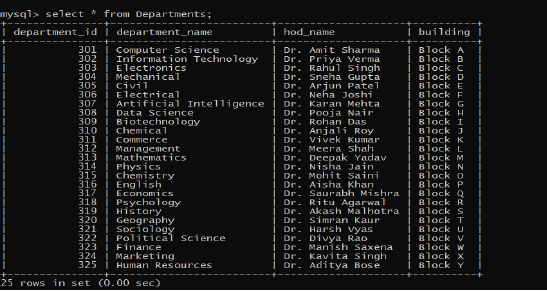 mysql> select * from Departments;
| department_id | department_name | hod_name | building |
| 301 | Computer Science | Dr. Amit Sharma | Block A |
| 302 | Information Technology | Dr. Priya Verma | Block B |
| 303 | Electronics | Dr. Rahul Singh | Block C |
| 304 | Mechanical | Dr. Sneha Gupta | Block D |
| 305 | Civil | Dr. Arjun Patel | Block E |
| 306 | Electrical | Dr. Neha Joshi | Block F |
| 307 | Artificial Intelligence | Dr. Karan Mehta | Block G |
| 308 | Data Science | Dr. Pooja Nair | Block H |
| 309 | Biotechnology | Dr. Rohan Das | Block I |
| 310 | Chemical | Dr. Anjali Roy | Block J |
| 311 | Commerce | Dr. Vivek Kumar | Block K |
| 312 | Management | Dr. Meera Shah | Block L |
| 313 | Mathematics | Dr. Deepak Yadav | Block M |
| 314 | Physics | Dr. Nisha Jain | Block N |
| 315 | Chemistry | Dr. Mohit Saini | Block O |
| 316 | English | Dr. Aisha Khan | Block P |
| 317 | Economics | Dr. Saurabh Mishra | Block Q |
| 318 | Psychology | Dr. Ritu Agarwal | Block R |
| 319 | History | Dr. Akash Malhotra | Block S |
| 320 | Geography | Dr. Simran Kaur | Block T |
| 321 | Sociology | Dr. Harsh Vyas | Block U |
| 322 | Political Science | Dr. Divya Rao | Block V |
| 323 | Finance | Dr. Manish Saxena | Block W |
| 324 | Marketing | Dr. Kavita Singh | Block X |
| 325 | Human Resources | Dr. Aditya Bose | Block Y |
25 rows in set (0.00 sec)